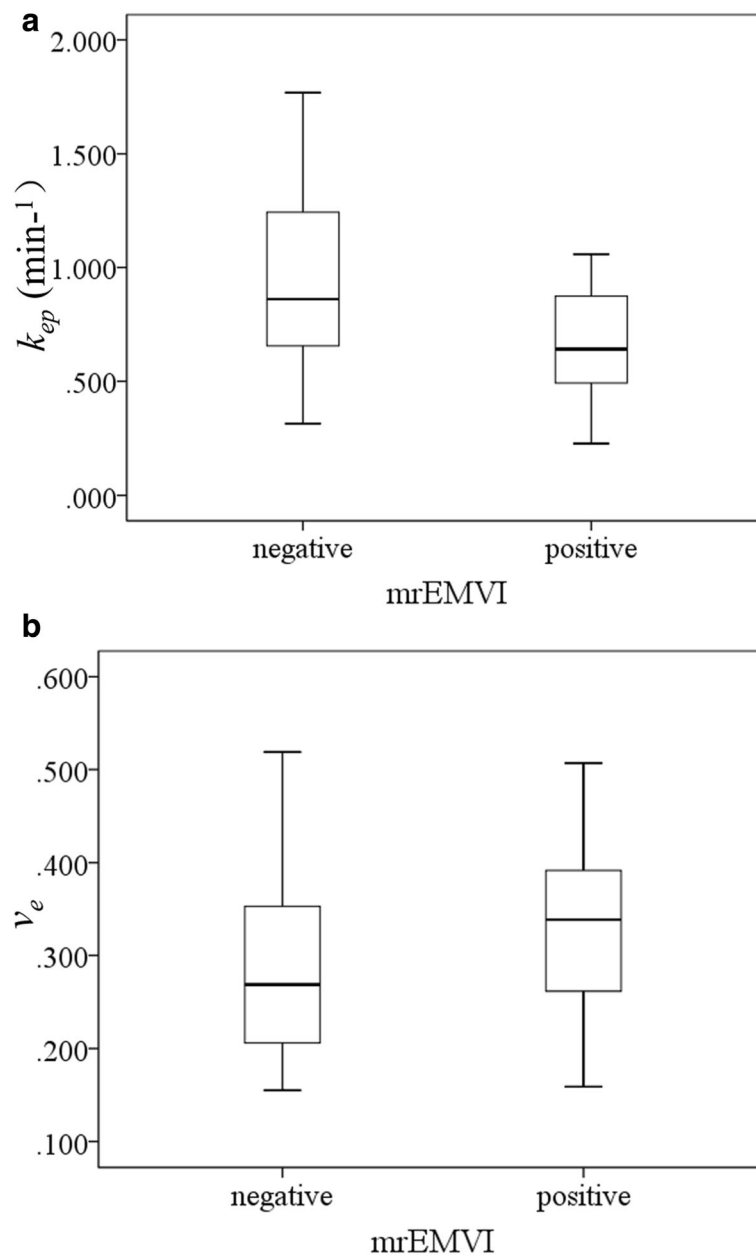 a
2.000
1.500
1.000
.500
.000
k_ep (min-¹)
negative positive
mrEMVI
b
.600
.500
.400
.300
.200
.100
v_e
negative positive
mrEMVI